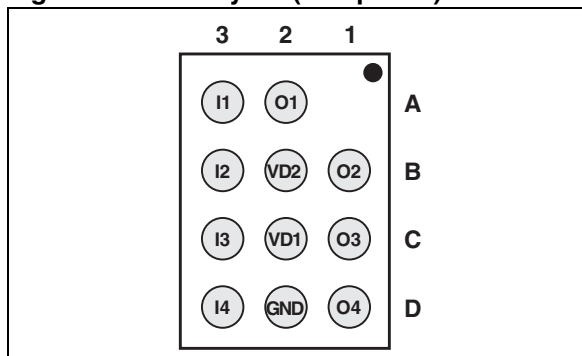 3 2 1
I1 O1 A
I2 VD2 O2 B
I3 VD1 O3 C
I4 GND O4 D